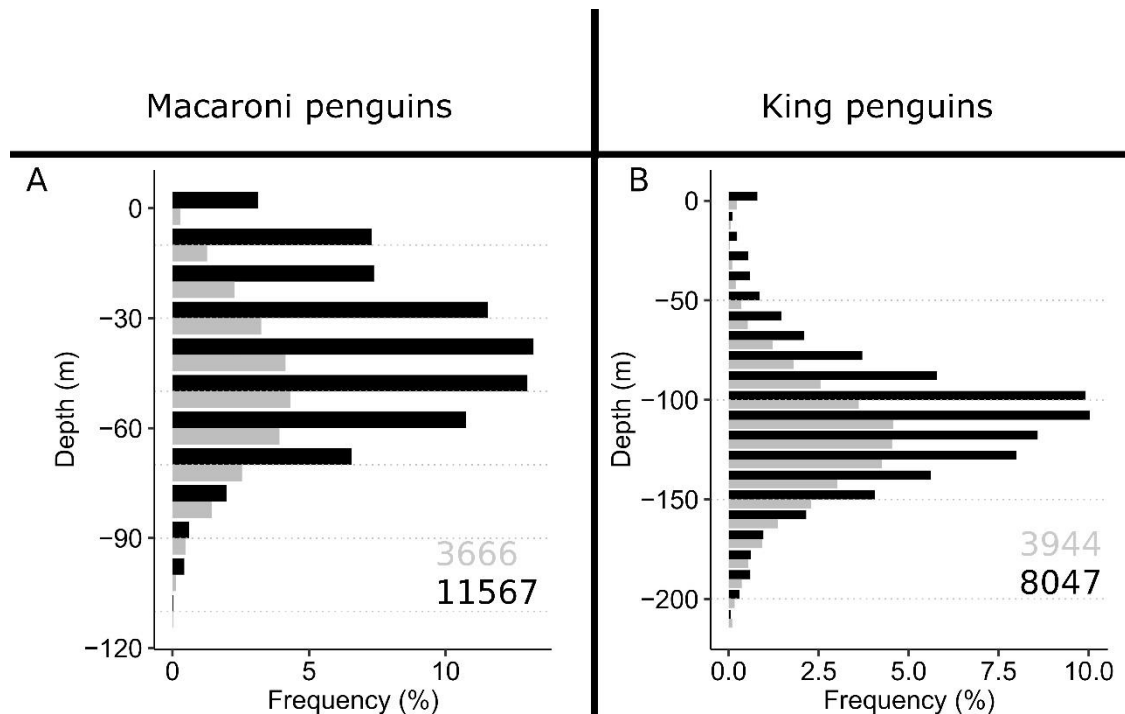 Macaroni penguins
King penguins
A
0
−30
−60
−90
−120
Depth (m)
3666
11567
0
5
10
Frequency (%)
B
0
−50
−100
−150
−200
Depth (m)
3944
8047
0.0
2.5
5.0
7.5
10.0
Frequency (%)